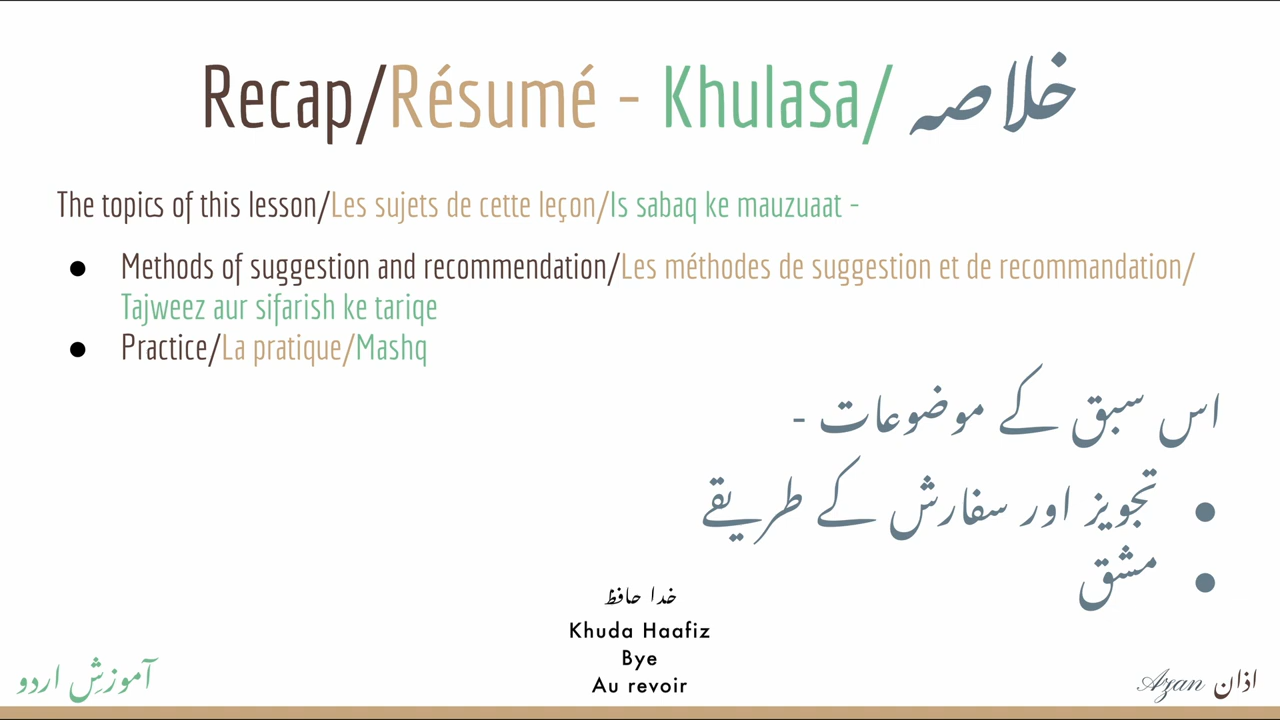 Recap/Résumé - Khulasa/ خلاصہ
The topics of this lesson/Les sujets de cette leçon/Is sabaq ke mauzuaat -
● Methods of suggestion and recommendation/Les méthodes de suggestion et de recommandation/
Tajweez aur sifarish ke tariqe
● Practice/La pratique/Mashq
اس سبق کے موضوعات -
● تجویز اور سفارش کے طریقے
● مشق
خدا حافظ
Khuda Haafiz
Bye
Au revoir
آموزشِ اردو
Azan اذان